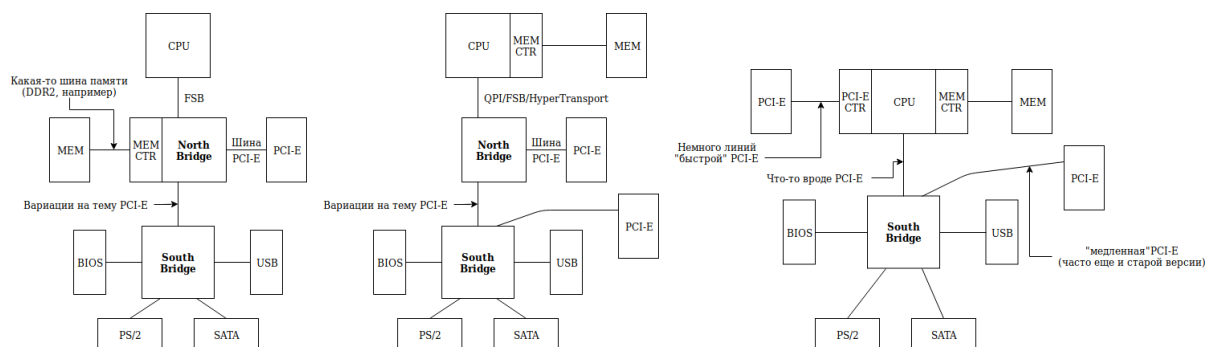 CPU
Какая-то шина памяти
(DDR2, например)
FSB
MEM
MEM
CTR
North
Bridge
Шина
PCI-E
PCI-E
Вариации на тему PCI-E
BIOS
South
Bridge
USB
PS/2
SATA
CPU
MEM
CTR
MEM
QPI/FSB/HyperTransport
North
Bridge
Шина
PCI-E
PCI-E
Вариации на тему PCI-E
PCI-E
BIOS
South
Bridge
USB
PS/2
SATA
PCI-E
PCI-E
CTR
CPU
MEM
CTR
MEM
Немного линий
"быстрой" PCI-E
Что-то вроде PCI-E
PCI-E
BIOS
South
Bridge
USB
"медленная"PCI-E
(часто еще и старой версии)
PS/2
SATA